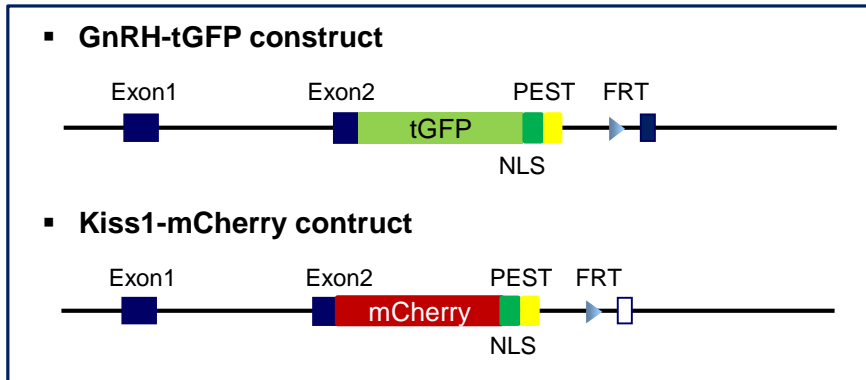 ▪ GnRH-tGFP construct
Exon1 Exon2 PEST FRT
tGFP
NLS
▪ Kiss1-mCherry contruct
Exon1 Exon2 PEST FRT
mCherry
NLS